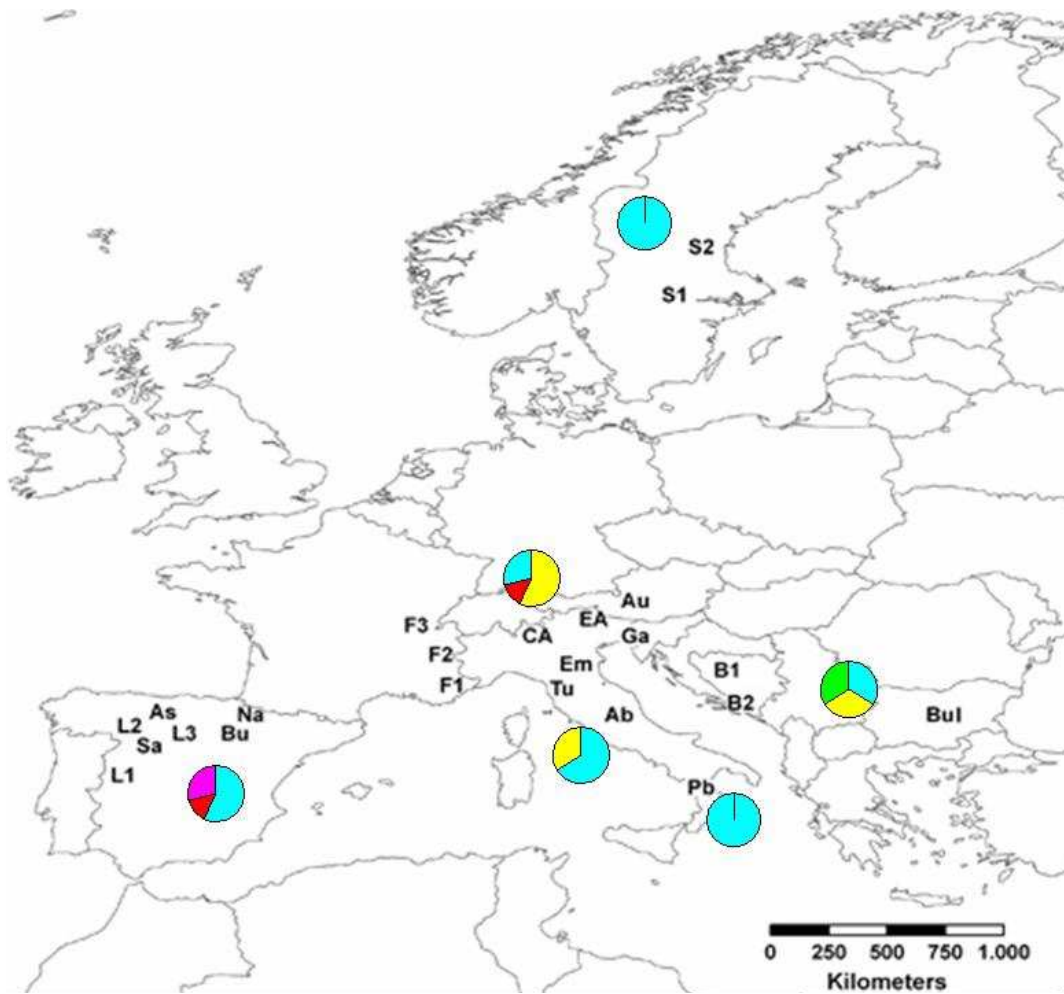 S2
S1
Au
EA
F3
CA
Ga
F2
Em
B1
F1
Tu
B2
As
Na
Ab
Bul
L2
L3
Bu
Sa
L1
Pb
0 250 500 750 1.000
Kilometers